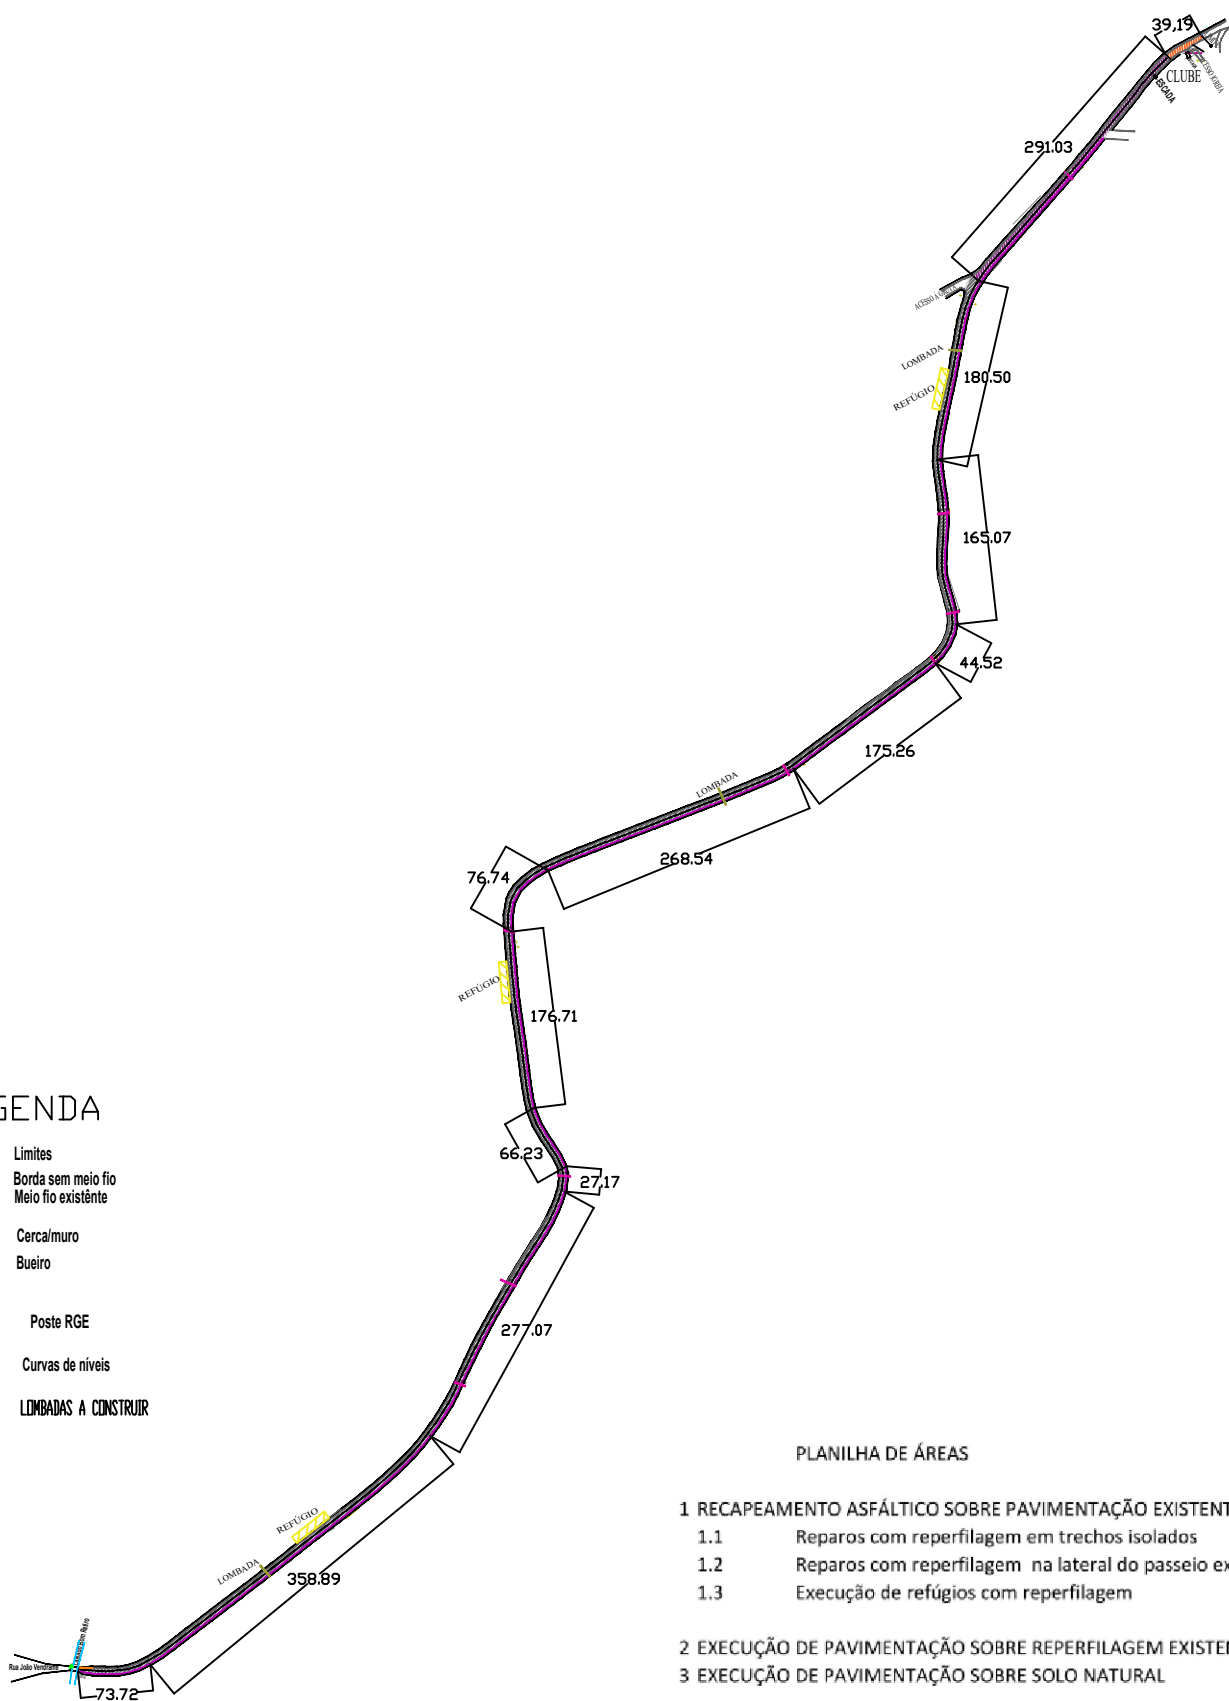 39,19
CLUBE
ESCADA
291.03
LOMBADA
180.50
REFÚGIO
165.07
44.52
175.26
LOMBADA
268.54
76.74
REFÚGIO
176.71
GENDA
Limites
Borda sem meio fio
Meio fio existênte
Cerca/muro
Bueiro
Poste RGE
Curvas de níveis
LOMBADAS A CONSTRUIR
66.23
27.17
277.07
REFÚGIO
LOMBADA
358.89
Rua João Vendrame
73.72
PLANILHA DE ÁREAS
1 RECAPEAMENTO ASFÁLTICO SOBRE PAVIMENTAÇÃO EXISTENT
1.1 Reparos com reperfilagem em trechos isolados
1.2 Reparos com reperfilagem na lateral do passeio ex
1.3 Execução de refúgios com reperfilagem
2 EXECUÇÃO DE PAVIMENTAÇÃO SOBRE REPERFILAGEM EXISTEN
3 EXECUÇÃO DE PAVIMENTAÇÃO SOBRE SOLO NATURAL